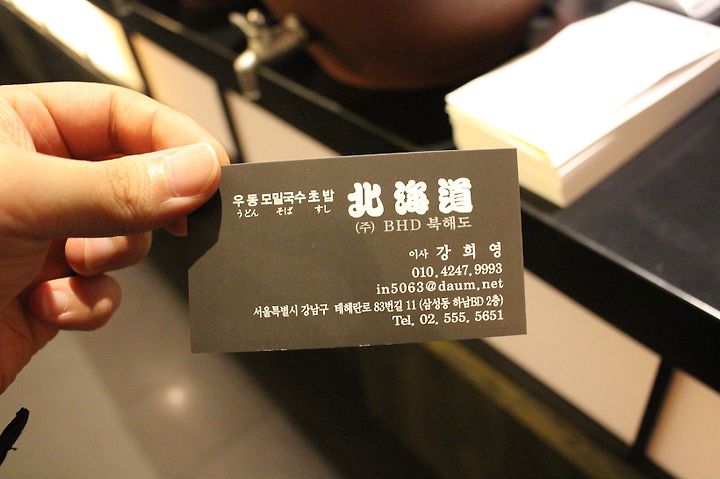 우동 모밀국수 초밥 北海道
うどん そば すし
(주) BHD 북해도
이사 강 희 영
010.4247.9993
in5063@daum.net
서울특별시 강남구 테헤란로 83번길 11 (삼성동 하남BD 2층)
Tel. 02. 555. 5651